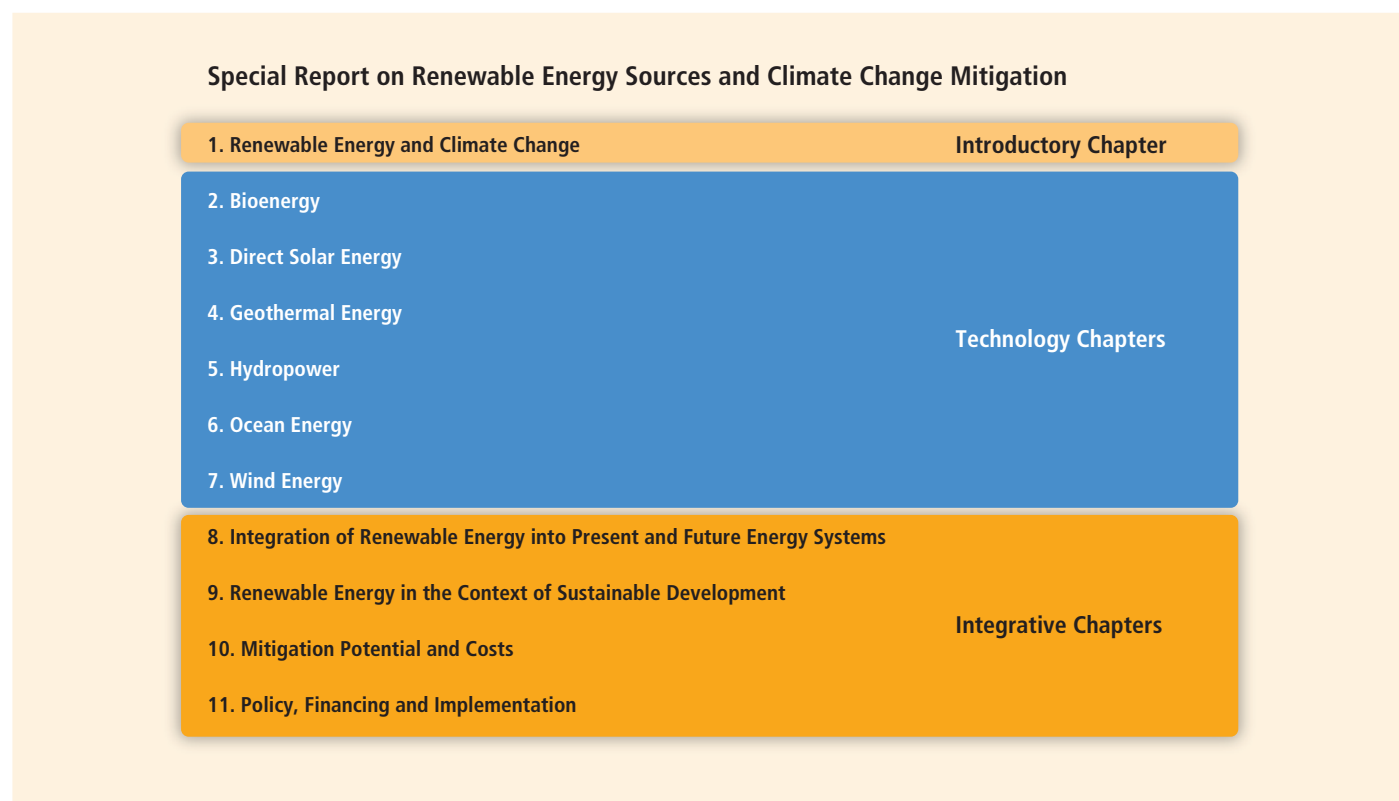 Special Report on Renewable Energy Sources and Climate Change Mitigation
1. Renewable Energy and Climate Change
Introductory Chapter
2. Bioenergy
3. Direct Solar Energy
4. Geothermal Energy
Technology Chapters
5. Hydropower
6. Ocean Energy
7. Wind Energy
8. Integration of Renewable Energy into Present and Future Energy Systems
9. Renewable Energy in the Context of Sustainable Development
Integrative Chapters
10. Mitigation Potential and Costs
11. Policy, Financing and Implementation